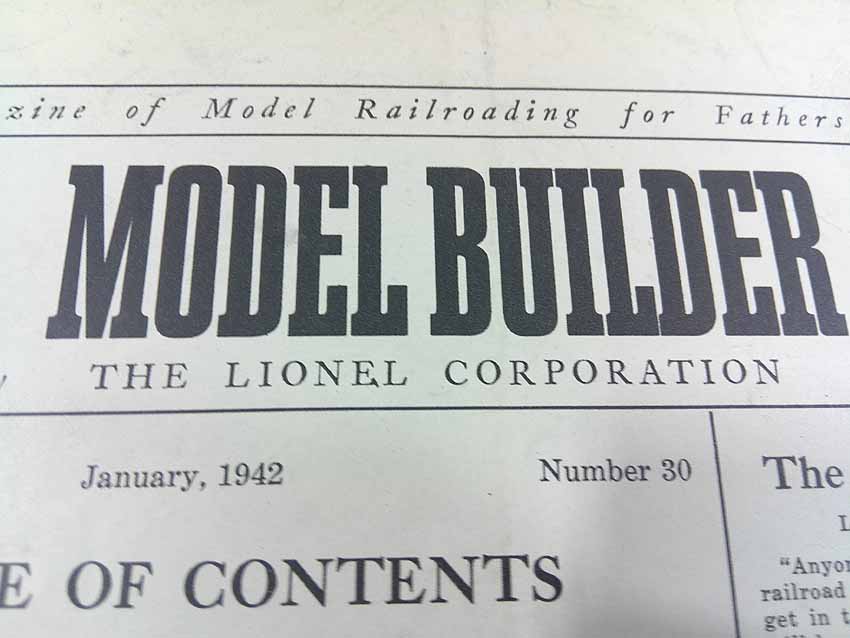 zine of Model Railroading for Fathers
MODEL BUILDER
THE LIONEL CORPORATION
January, 1942
Number 30
E OF CONTENTS
The
L
“Anyon
railroad
get in t